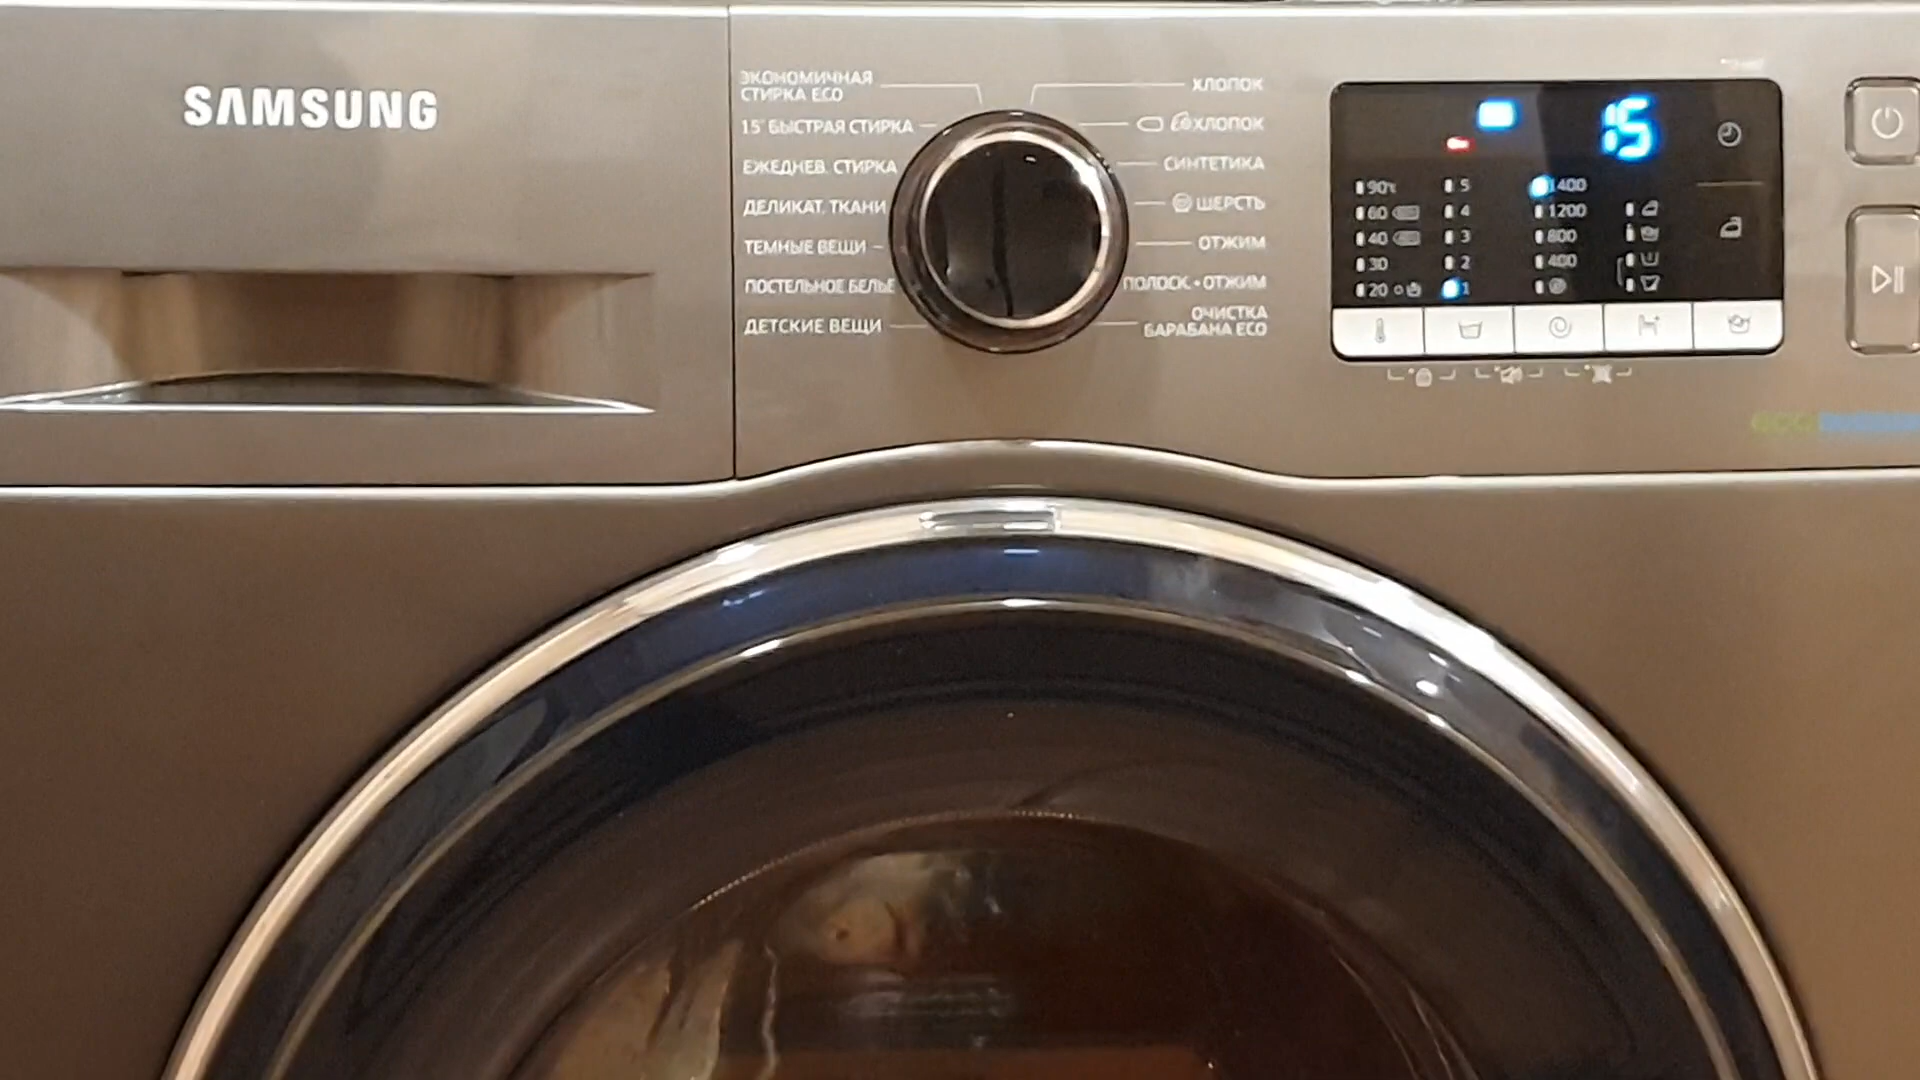 SAMSUNG
ЭКОНОМИЧНАЯ
СТИРКА ECO
15' БЫСТРАЯ СТИРКА
ЕЖЕДНЕВ. СТИРКА
ДЕЛИКАТ. ТКАНИ
ТЕМНЫЕ ВЕЩИ
ПОСТЕЛЬНОЕ БЕЛЬЕ
ДЕТСКИЕ ВЕЩИ
ХЛОПОК
ХЛОПОК
СИНТЕТИКА
ШЕРСТЬ
ОТЖИМ
ПОЛОСК.+ОТЖИМ
ОЧИСТКА
БАРАБАНА ECO
15
90℃ 5 1400
60 4 1200
40 3 800
30 2 400
20 1